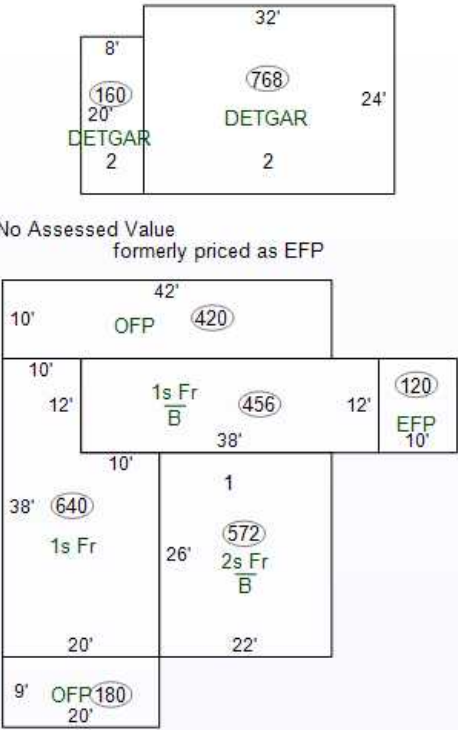 32'
8'
768
160
24'
20'
DETGAR
DETGAR
2
2
No Assessed Value
formerly priced as EFP
42'
10'
OFP 420
10'
1s Fr
B
456
12'
12'
120
EFP
10'
38'
10'
1
38'
640
572
1s Fr
26'
2s Fr
B
20'
22'
9'
OFP 180
20'